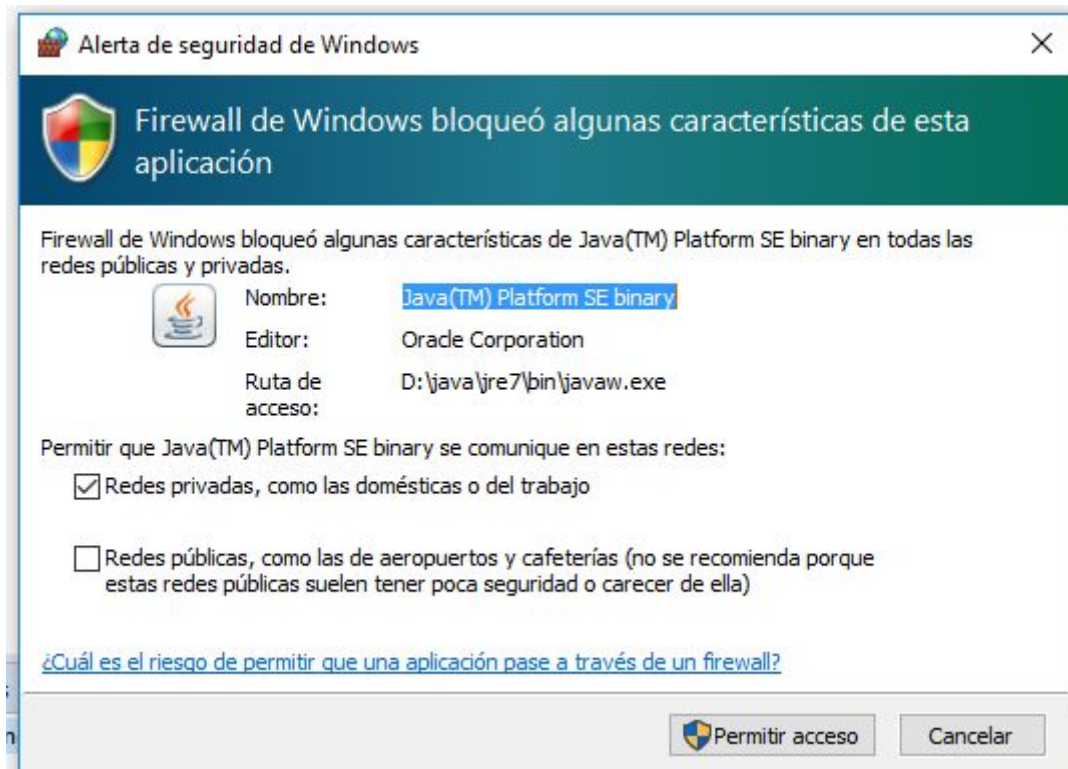 Alerta de seguridad de Windows
Firewall de Windows bloqueó algunas características de esta
aplicación
Firewall de Windows bloqueó algunas características de Java(TM) Platform SE binary en todas las
redes públicas y privadas.
Nombre: Java(TM) Platform SE binary
Editor: Oracle Corporation
Ruta de D:\java\jre7\bin\javaw.exe
acceso:
Permitir que Java(TM) Platform SE binary se comunique en estas redes:
Redes privadas, como las domésticas o del trabajo
Redes públicas, como las de aeropuertos y cafeterías (no se recomienda porque
estas redes públicas suelen tener poca seguridad o carecer de ella)
¿Cuál es el riesgo de permitir que una aplicación pase a través de un firewall?
Permitir acceso Cancelar